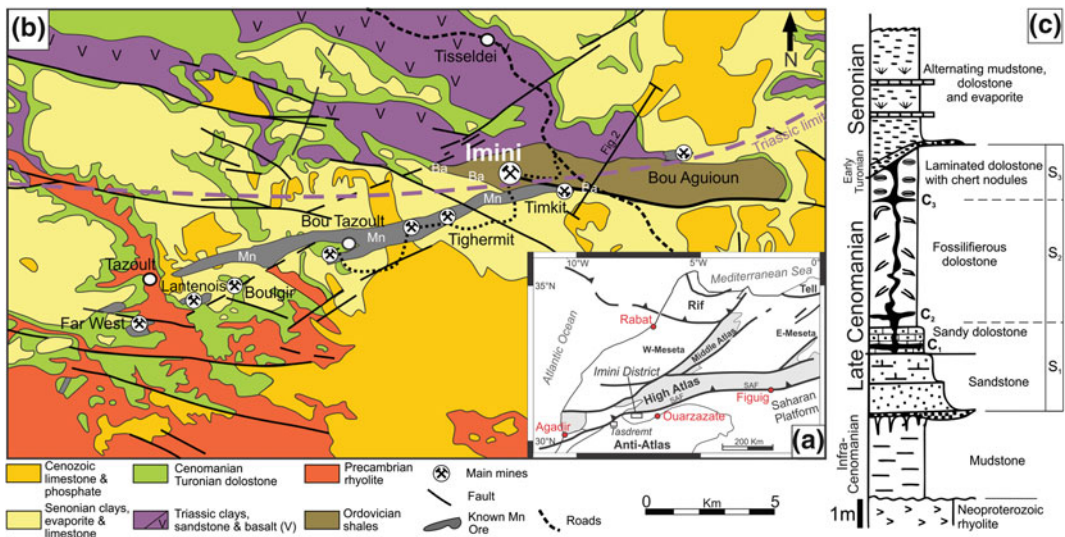 (b)
Tisseldei
N
Fig.2
Triassic limit
Imini
Ba
Ba
Ba
Bou Aguioun
Mn
Timkit
Bou Tazoult
Mn
Tighermit
Mn
Tazoult
Lantenois
Boulgir
Far West
V V V V V V V
10°W
5°W
0°
35°N
30°N
Mediterranean Sea
Rif
Tell
Rabat
Atlantic Ocean
W-Meseta
Middle Atlas
E-Meseta
Imini District
High Atlas
SAF
SAF
Figuig
Saharan
Platform
Ouarzazate
Agadir
Tasdremt
Anti-Atlas
200 Km
(a)
Cenozoic
limestone &
phosphate
Cenomanian
Turonian dolostone
Precambrian
rhyolite
Main mines
Fault
Senonian clays,
evaporite &
limestone
Triassic clays,
sandstone & basalt (V)
V
Ordovician
shales
Known Mn
Ore
Roads
Km
0 5
(c)
Senonian
Alternating mudstone,
dolostone
and evaporite
Early
Turonian
Laminated dolostone
with chert nodules
S3
C3
Late Cenomanian
Fossilifierous
dolostone
S2
C2
Sandy dolostone
C1
Sandstone
S1
Infra-
Cenomanian
Mudstone
1m
Neoproterozoic
rhyolite